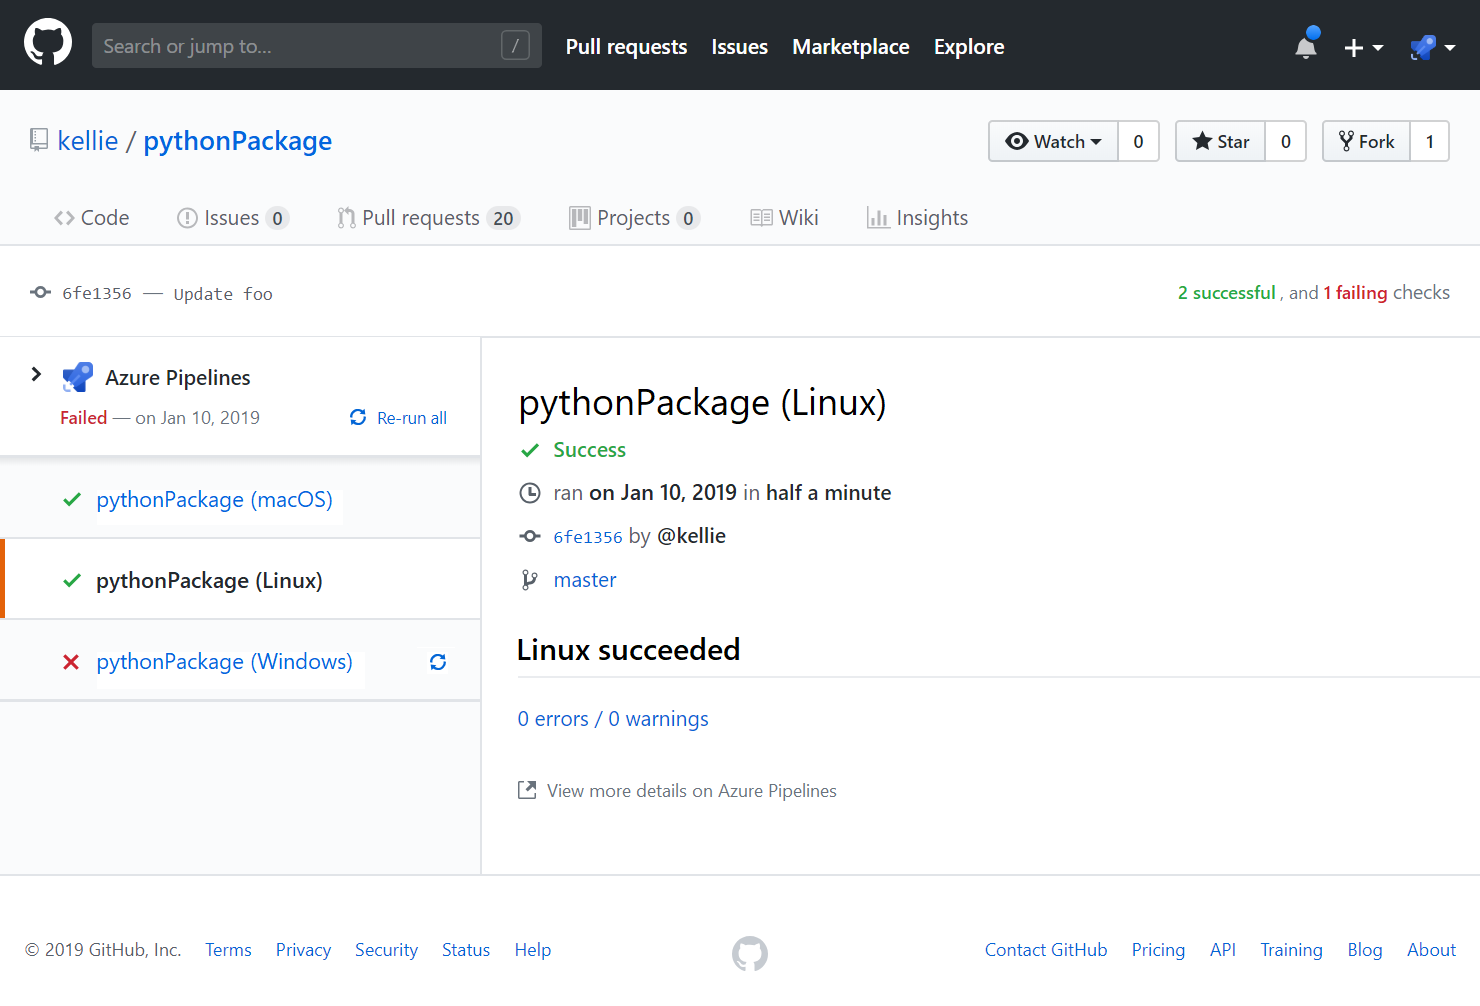 Search or jump to... / Pull requests Issues Marketplace Explore
kellie / pythonPackage Watch 0 Star 0 Fork 1
Code Issues 0 Pull requests 20 Projects 0 Wiki Insights
6fe1356 — Update foo 2 successful , and 1 failing checks
Azure Pipelines
Failed — on Jan 10, 2019 Re-run all
pythonPackage (macOS)
pythonPackage (Linux)
pythonPackage (Windows)
pythonPackage (Linux)
Success
ran on Jan 10, 2019 in half a minute
6fe1356 by @kellie
master
Linux succeeded
0 errors / 0 warnings
View more details on Azure Pipelines
© 2019 GitHub, Inc. Terms Privacy Security Status Help Contact GitHub Pricing API Training Blog About